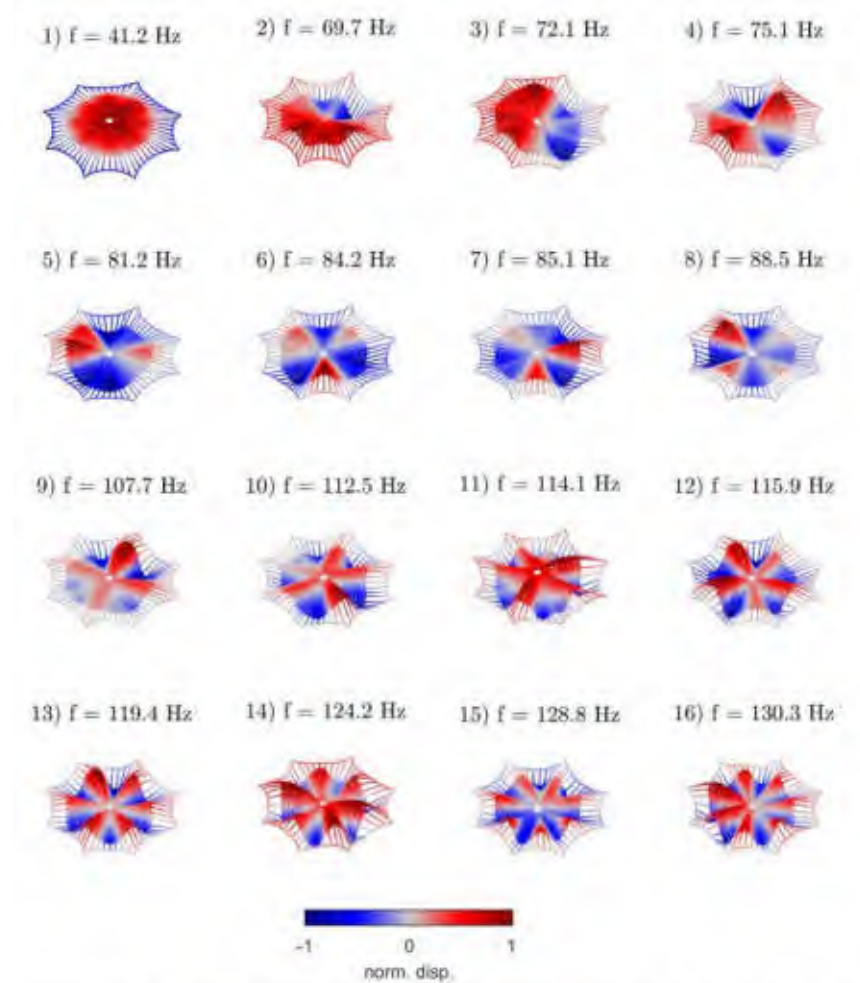 1) f = 41.2 Hz
2) f = 69.7 Hz
3) f = 72.1 Hz
4) f = 75.1 Hz
5) f = 81.2 Hz
6) f = 84.2 Hz
7) f = 85.1 Hz
8) f = 88.5 Hz
9) f = 107.7 Hz
10) f = 112.5 Hz
11) f = 114.1 Hz
12) f = 115.9 Hz
13) f = 119.4 Hz
14) f = 124.2 Hz
15) f = 128.8 Hz
16) f = 130.3 Hz
-1 0 1
norm. disp.